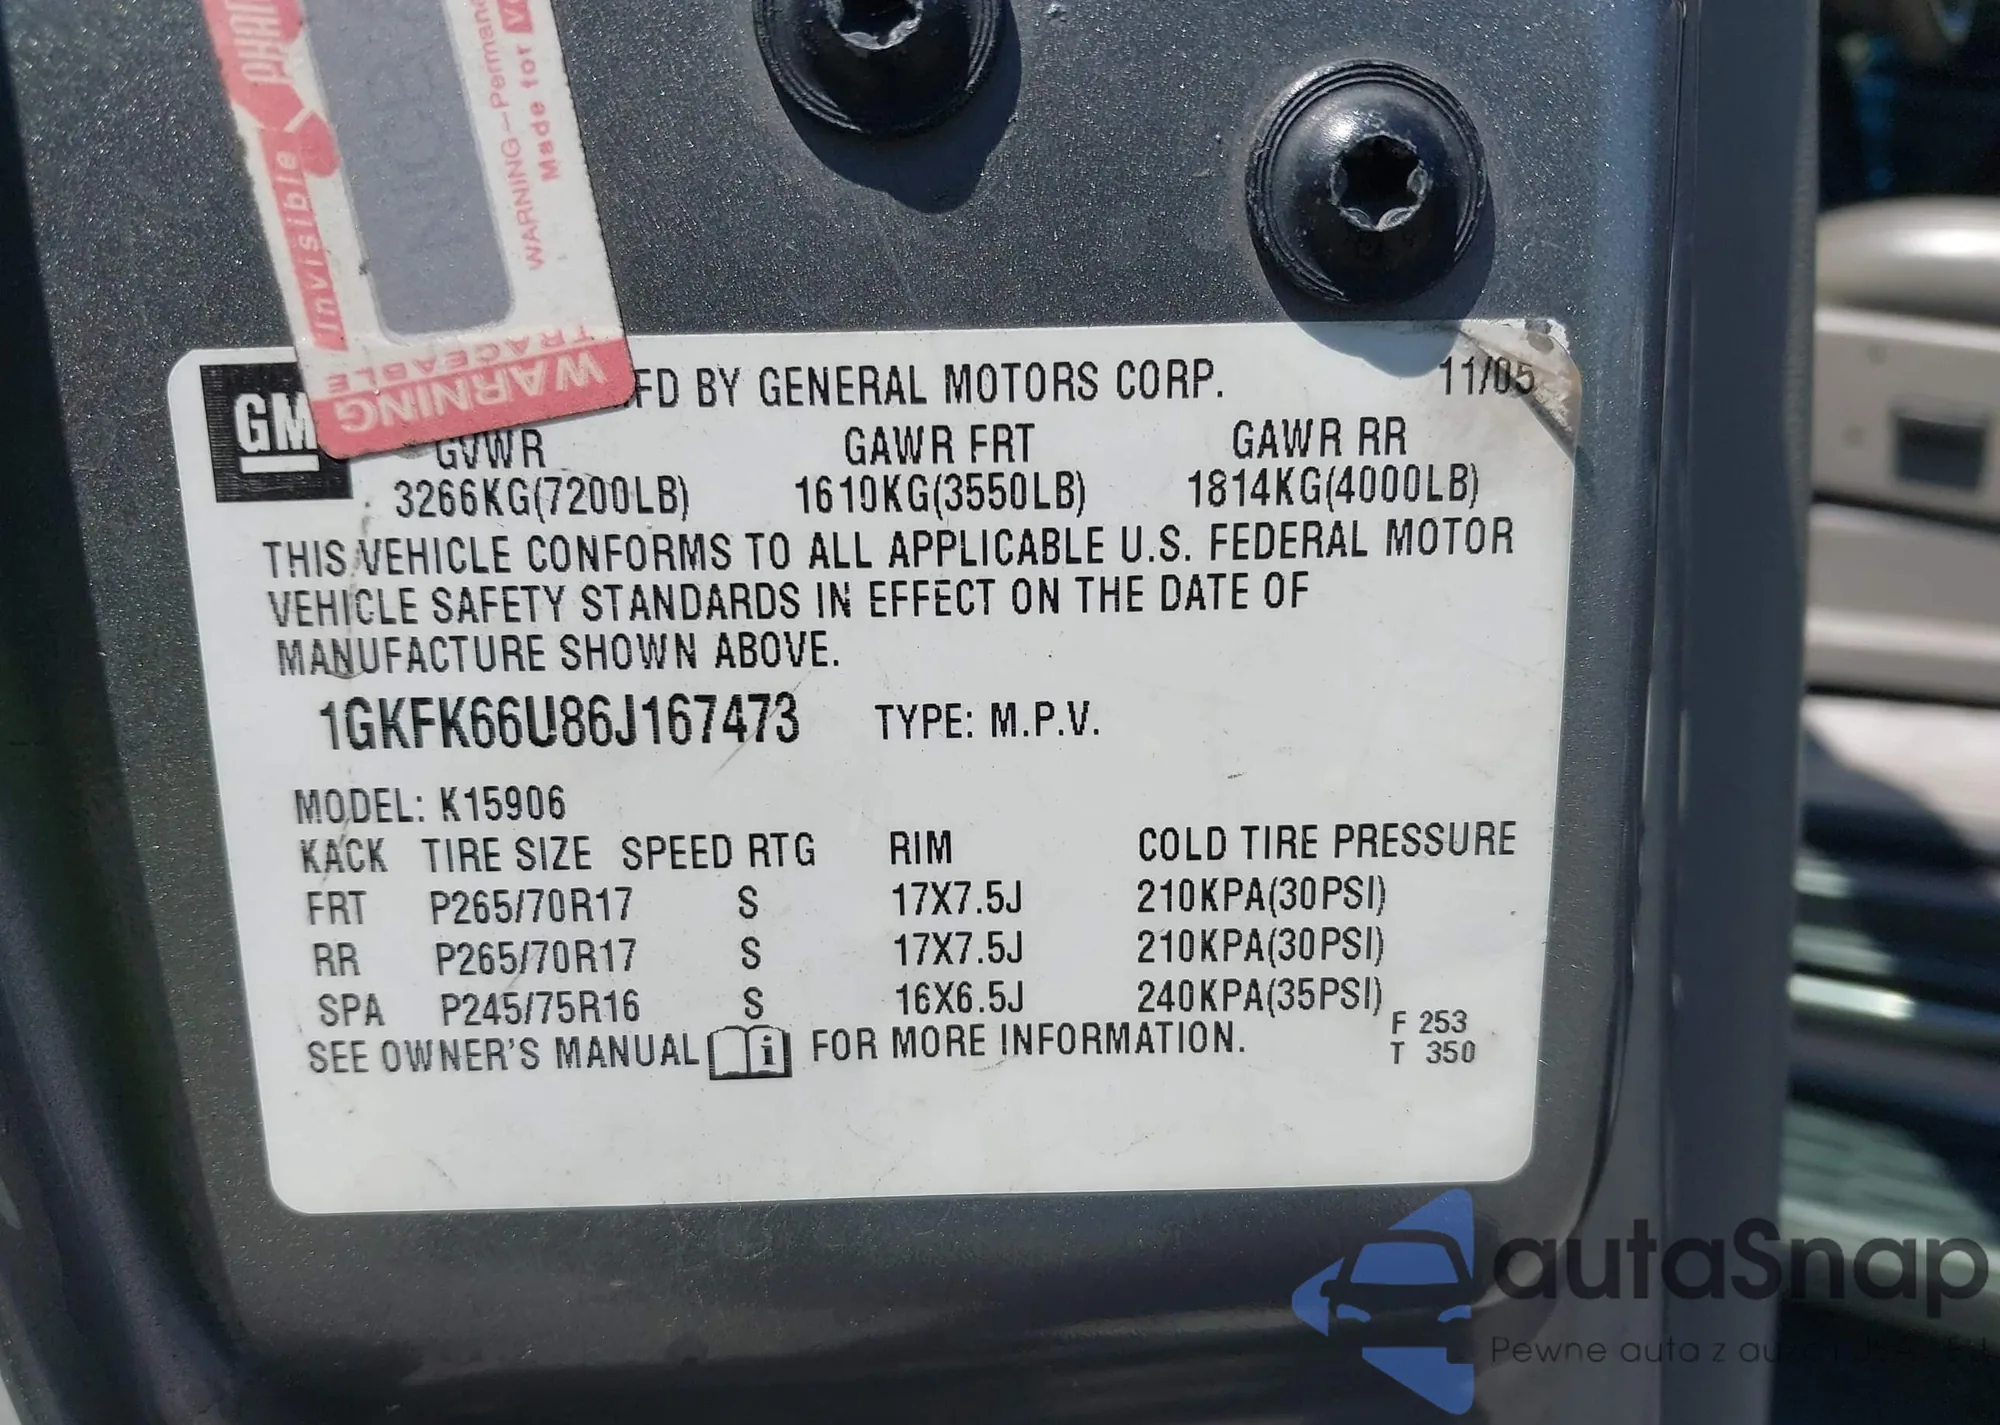 PHAN
Invisible
WARNING
TRACEABLE
WARNING–Perman
Made for
GM
FD BY GENERAL MOTORS CORP. 11/05
GVWR GAWR FRT GAWR RR
3266KG(7200LB) 1610KG(3550LB) 1814KG(4000LB)
THIS VEHICLE CONFORMS TO ALL APPLICABLE U.S. FEDERAL MOTOR
VEHICLE SAFETY STANDARDS IN EFFECT ON THE DATE OF
MANUFACTURE SHOWN ABOVE.
1GKFK66U86J167473 TYPE: M.P.V.
MODEL: K15906
KACK TIRE SIZE SPEED RTG RIM COLD TIRE PRESSURE
FRT P265/70R17 S 17X7.5J 210KPA(30PSI)
RR P265/70R17 S 17X7.5J 210KPA(30PSI)
SPA P245/75R16 S 16X6.5J 240KPA(35PSI)
SEE OWNER'S MANUAL i FOR MORE INFORMATION.
F 253
T 350
autaSnap
Pewne auta z